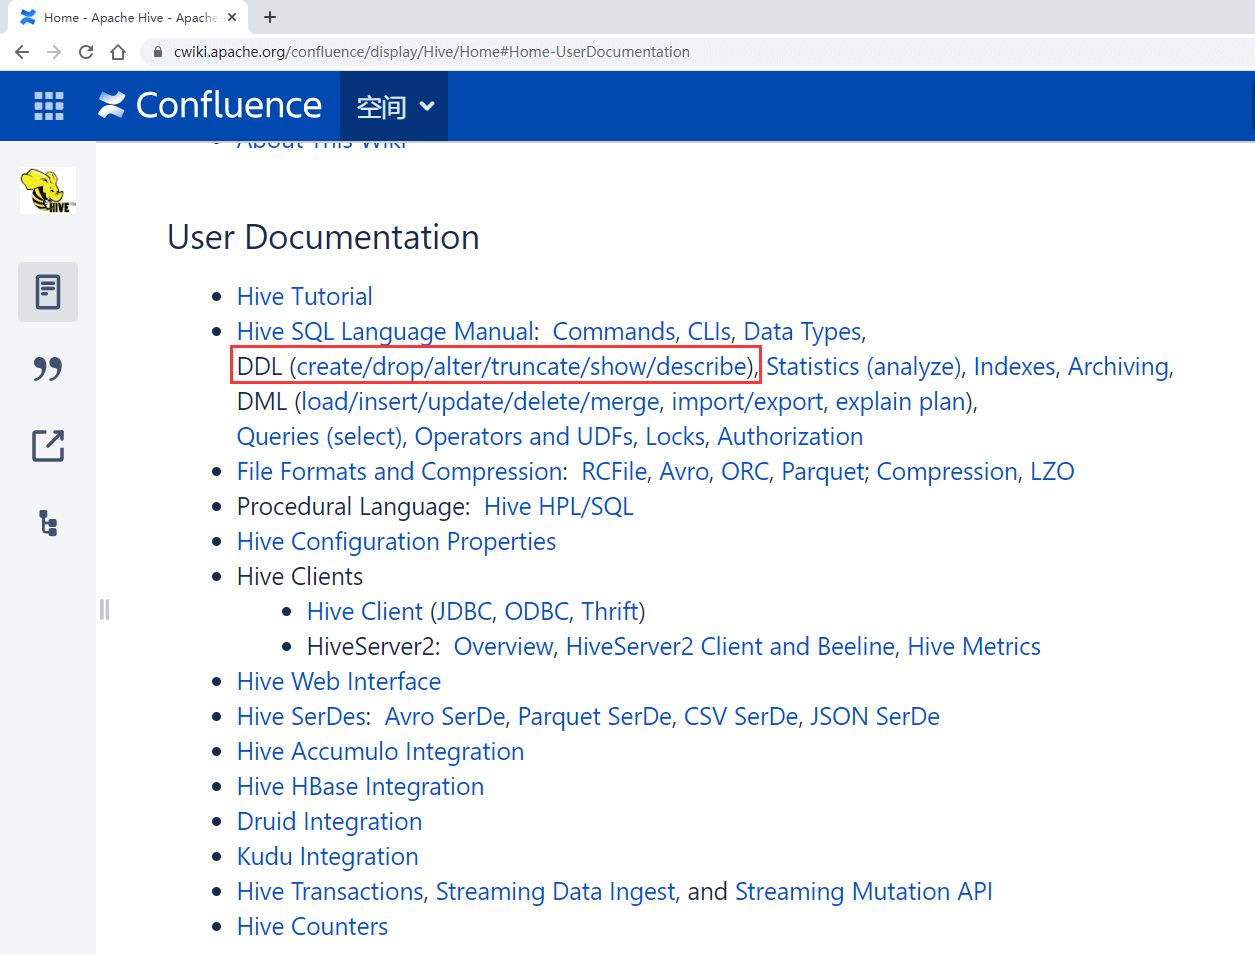 Home - Apache Hive - Apache
cwiki.apache.org/confluence/display/Hive/Home#Home-UserDocumentation
Confluence 空间
About This Wiki
HIVE
User Documentation
Hive Tutorial
Hive SQL Language Manual: Commands, CLIs, Data Types,
DDL (create/drop/alter/truncate/show/describe), Statistics (analyze), Indexes, Archiving,
DML (load/insert/update/delete/merge, import/export, explain plan),
Queries (select), Operators and UDFs, Locks, Authorization
File Formats and Compression: RCFile, Avro, ORC, Parquet; Compression, LZO
Procedural Language: Hive HPL/SQL
Hive Configuration Properties
Hive Clients
Hive Client (JDBC, ODBC, Thrift)
HiveServer2: Overview, HiveServer2 Client and Beeline, Hive Metrics
Hive Web Interface
Hive SerDes: Avro SerDe, Parquet SerDe, CSV SerDe, JSON SerDe
Hive Accumulo Integration
Hive HBase Integration
Druid Integration
Kudu Integration
Hive Transactions, Streaming Data Ingest, and Streaming Mutation API
Hive Counters